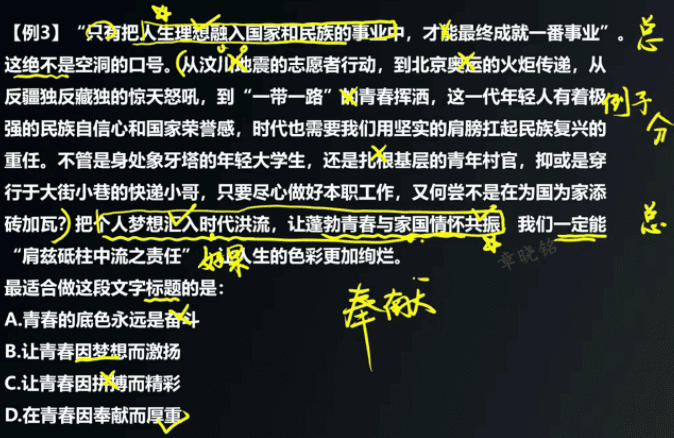 【例3】“只有把人生理想融入国家和民族的事业中，才能最终成就一番事业”。 总
这绝不是空洞的口号。从汶川地震的志愿者行动，到北京奥运的火炬传递，从
反疆独反藏独的惊天怒吼，到“一带一路”的青春挥洒，这一代年轻人有着极
例子
强的民族自信心和国家荣誉感，时代也需要我们用坚实的肩膀扛起民族复兴的
分
重任。不管是身处象牙塔的年轻大学生，还是扎根基层的青年村官，抑或是穿
行于大街小巷的快递小哥，只要尽心做好本职工作，又何尝不是在为国为家添
砖加瓦？把个人梦想汇入时代洪流，让蓬勃青春与家国情怀共振，我们一定能 总
“肩兹砥柱中流之责任” 好果 让人生的色彩更加绚烂。
章晓铭
最适合做这段文字标题的是：
奉献
A.青春的底色永远是奋斗
B.让青春因梦想而激扬
C.让青春因拼搏而精彩
D.在青春因奉献而厚重